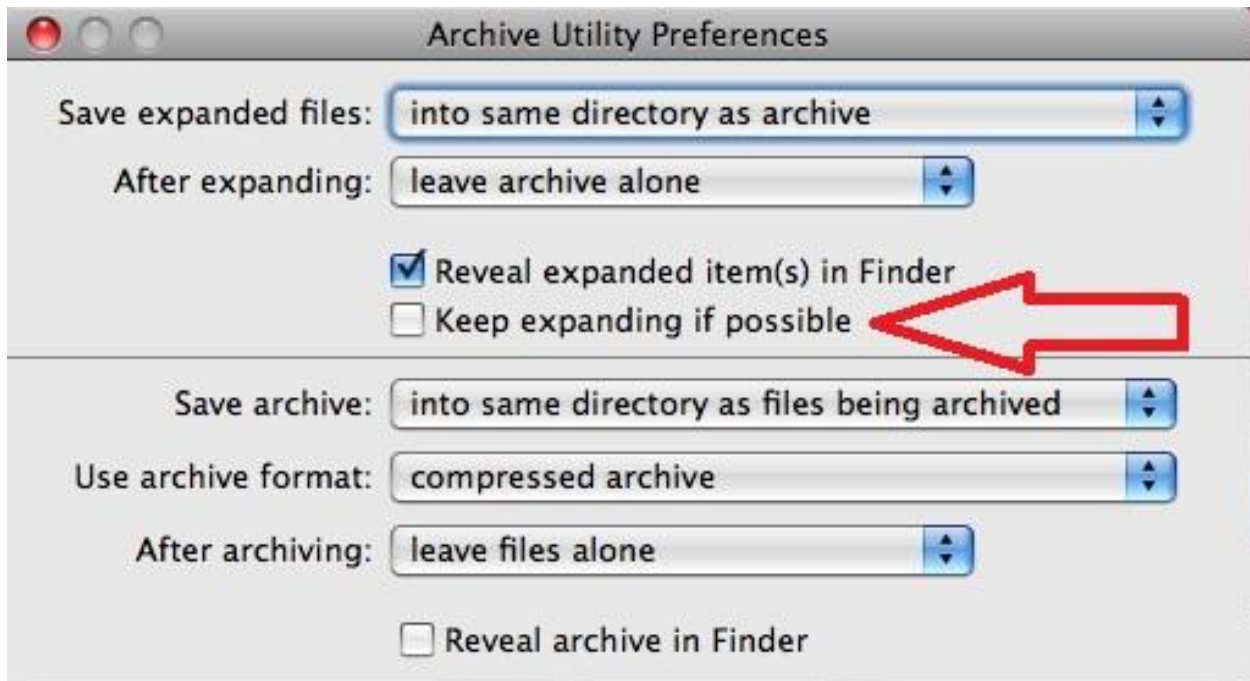 Archive Utility Preferences
Save expanded files: into same directory as archive
After expanding: leave archive alone
Reveal expanded item(s) in Finder
Keep expanding if possible
Save archive: into same directory as files being archived
Use archive format: compressed archive
After archiving: leave files alone
Reveal archive in Finder